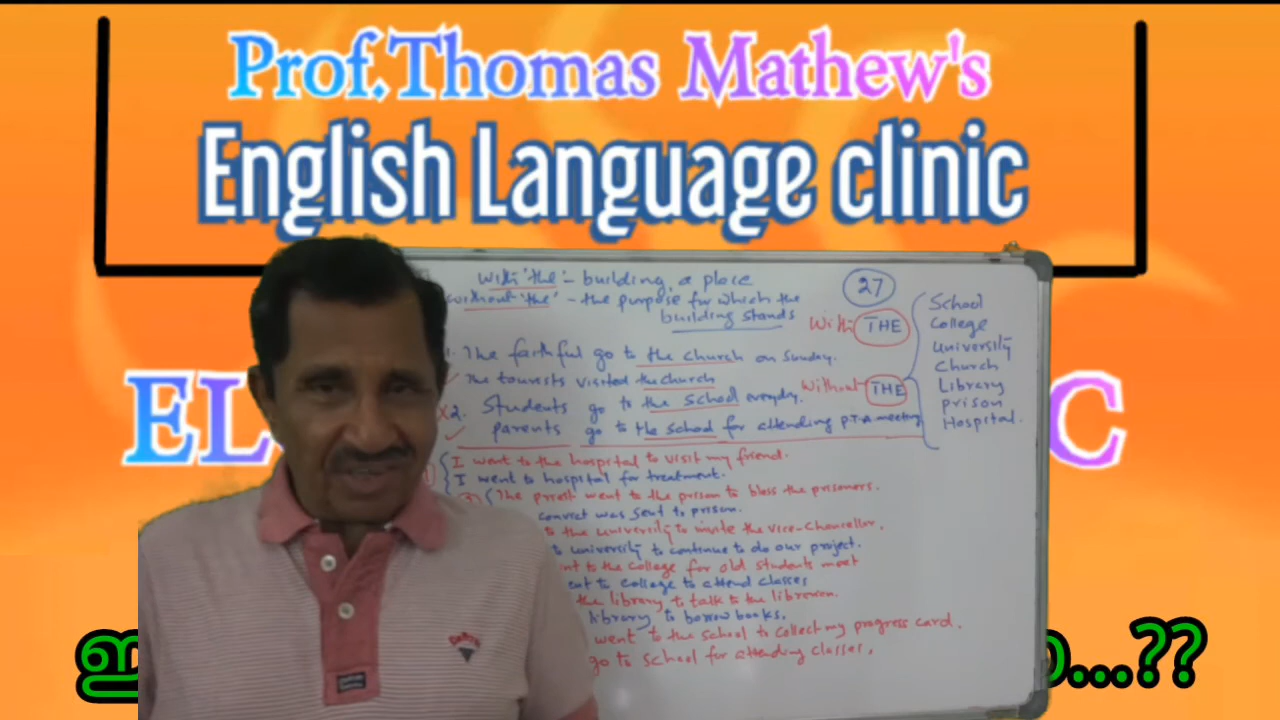 Prof.Thomas Mathew's
English Language clinic
EL
C
with 'the' - building, a place
without 'the' - the purpose for which the
building stands
27
With THE
Without THE
School
College
University
Church
Library
prison
Hospital.
The faithful go to the church on Sunday.
✓ The tourists visited the church
X2. Students go to the school everyday.
✓ parents go to the school for attending P.T.A meeting
I went to the hospital to visit my friend.
I went to hospital for treatment.
The priest went to the prison to bless the prisoners.
convict was sent to prison.
to the university to invite the vice-chancellor.
to university to continue to do our project.
to the college for old students meet
to college to attend classes
the library to talk to the librarian.
library to borrow books.
went to the school to collect my progress card.
go to school for attending classes.
ഇ
...??